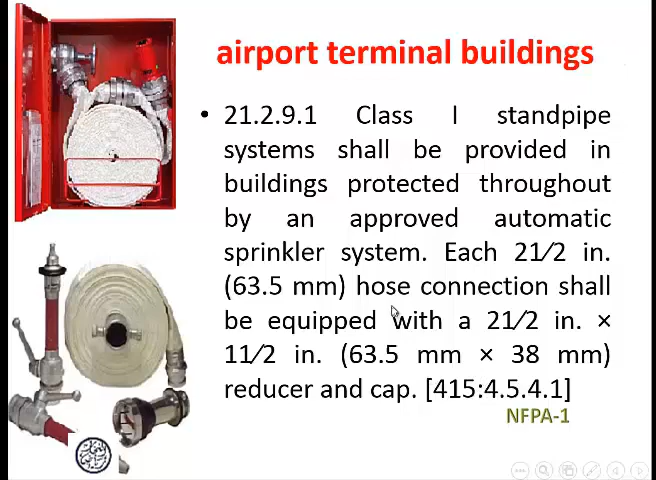 airport terminal buildings
• 21.2.9.1 Class I standpipe
systems shall be provided in
buildings protected throughout
by an approved automatic
sprinkler system. Each 21⁄2 in.
(63.5 mm) hose connection shall
be equipped with a 21⁄2 in. ×
11⁄2 in. (63.5 mm × 38 mm)
reducer and cap. [415:4.5.4.1]
NFPA-1